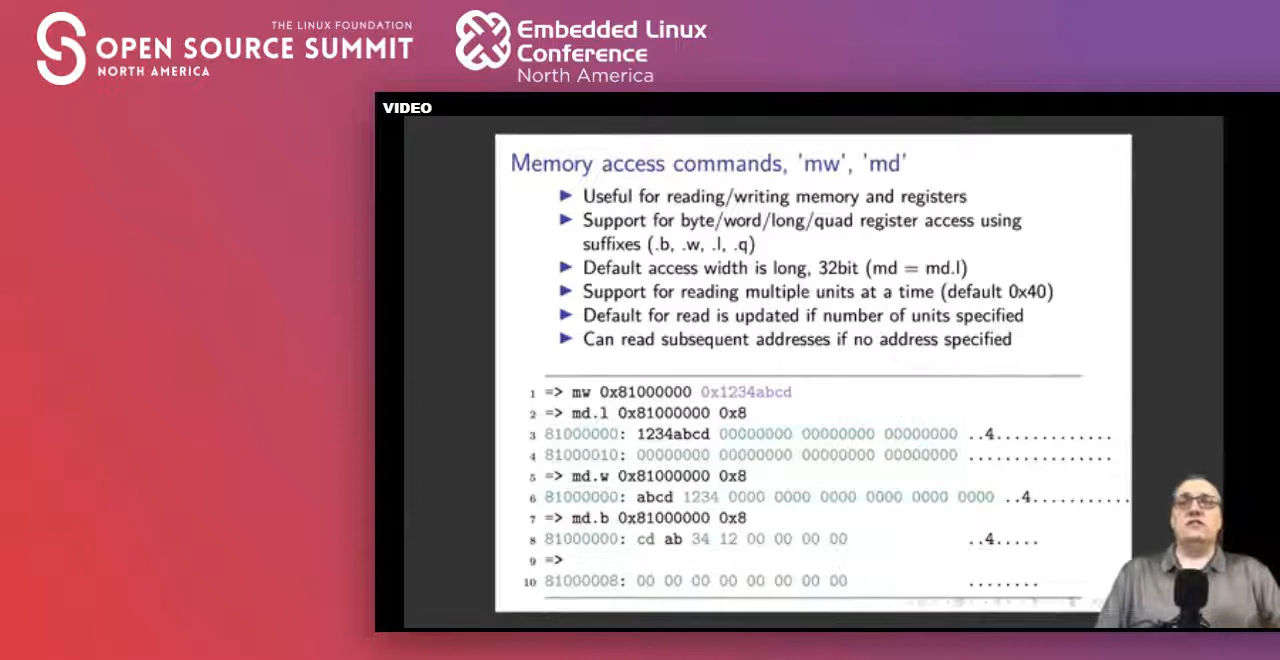 THE LINUX FOUNDATION
OPEN SOURCE SUMMIT
NORTH AMERICA
Embedded Linux
Conference
North America
VIDEO
Memory access commands, 'mw', 'md'
▶ Useful for reading/writing memory and registers
▶ Support for byte/word/long/quad register access using
suffixes (.b, .w, .l, .q)
▶ Default access width is long, 32bit (md = md.l)
▶ Support for reading multiple units at a time (default 0x40)
▶ Default for read is updated if number of units specified
▶ Can read subsequent addresses if no address specified
1 => mw 0x81000000 0x1234abcd
2 => md.l 0x81000000 0x8
3 81000000: 1234abcd 00000000 00000000 00000000 ..4.............
4 81000010: 00000000 00000000 00000000 00000000 ................
5 => md.w 0x81000000 0x8
6 81000000: abcd 1234 0000 0000 0000 0000 0000 0000 ..4...........
7 => md.b 0x81000000 0x8
8 81000000: cd ab 34 12 00 00 00 00 ..4.....
9 =>
10 81000008: 00 00 00 00 00 00 00 00 ........